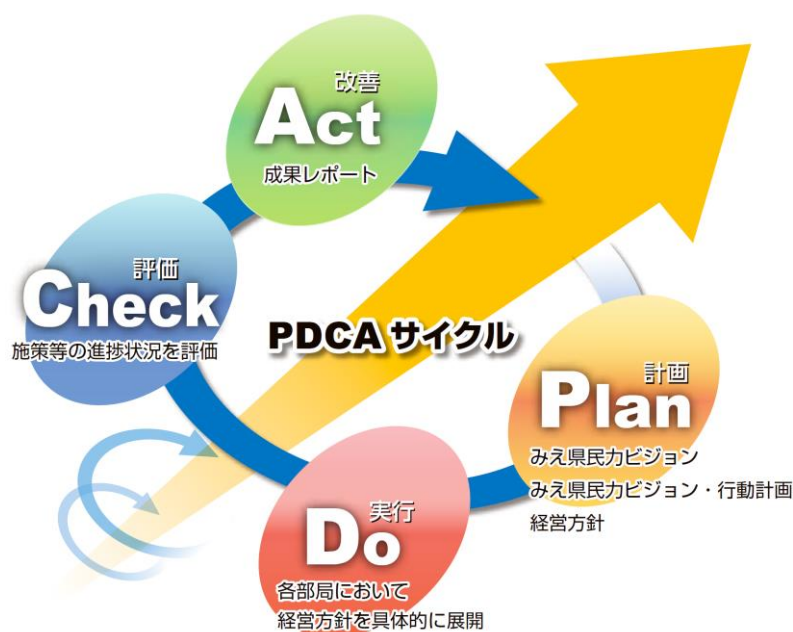 改善
Act
成果レポート
評価
Check
施策等の進捗状況を評価
PDCA サイクル
計画
Plan
みえ県民力ビジョン
みえ県民力ビジョン・行動計画
経営方針
実行
Do
各部局において
経営方針を具体的に展開